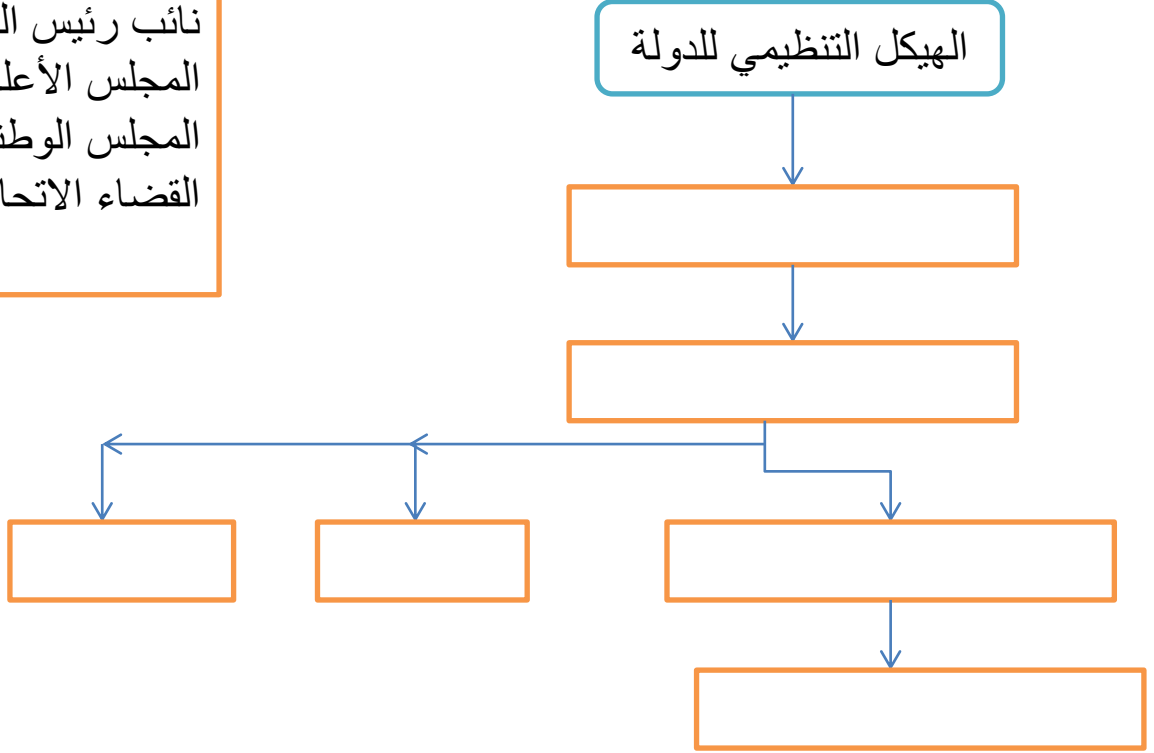 الهيكل التنظيمي للدولة
نائب رئيس
المجلس
المجلس
القضاء